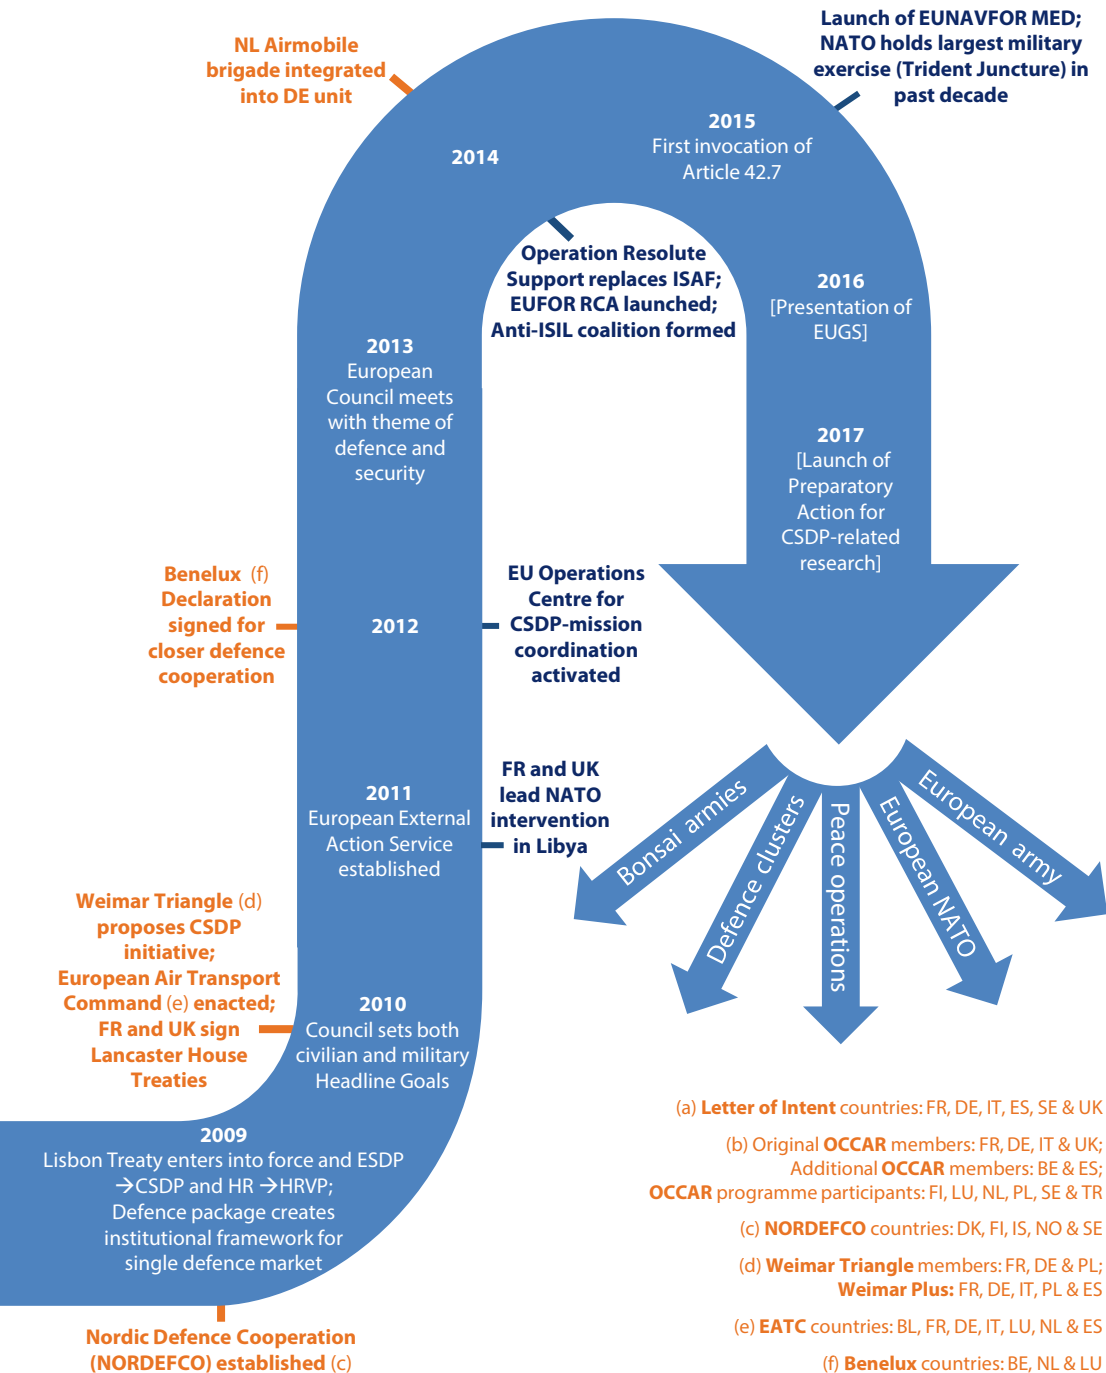 Launch of EUNAVFOR MED;
NATO holds largest military
exercise (Trident Juncture) in
past decade
NL Airmobile
brigade integrated
into DE unit
2015
First invocation of
Article 42.7
2014
Operation Resolute
Support replaces ISAF;
EUFOR RCA launched;
Anti-ISIL coalition formed
2016
[Presentation of
EUGS]
2013
European
Council meets
with theme of
defence and
security
2017
[Launch of
Preparatory
Action for
CSDP-related
research]
Benelux (f)
Declaration
signed for
closer defence
cooperation
2012
EU Operations
Centre for
CSDP-mission
coordination
activated
2011
European External
Action Service
established
FR and UK
lead NATO
intervention
in Libya
Bonsai armies
Defence clusters
Peace operations
European NATO
European army
Weimar Triangle (d)
proposes CSDP
initiative;
European Air Transport
Command (e) enacted;
FR and UK sign
Lancaster House
Treaties
2010
Council sets both
civilian and military
Headline Goals
2009
Lisbon Treaty enters into force and ESDP
→CSDP and HR →HRVP;
Defence package creates
institutional framework for
single defence market
Nordic Defence Cooperation
(NORDEFCO) established (c)
(a) Letter of Intent countries: FR, DE, IT, ES, SE & UK
(b) Original OCCAR members: FR, DE, IT & UK;
Additional OCCAR members: BE & ES;
OCCAR programme participants: FI, LU, NL, PL, SE & TR
(c) NORDEFCO countries: DK, FI, IS, NO & SE
(d) Weimar Triangle members: FR, DE & PL;
Weimar Plus: FR, DE, IT, PL & ES
(e) EATC countries: BL, FR, DE, IT, LU, NL & ES
(f) Benelux countries: BE, NL & LU